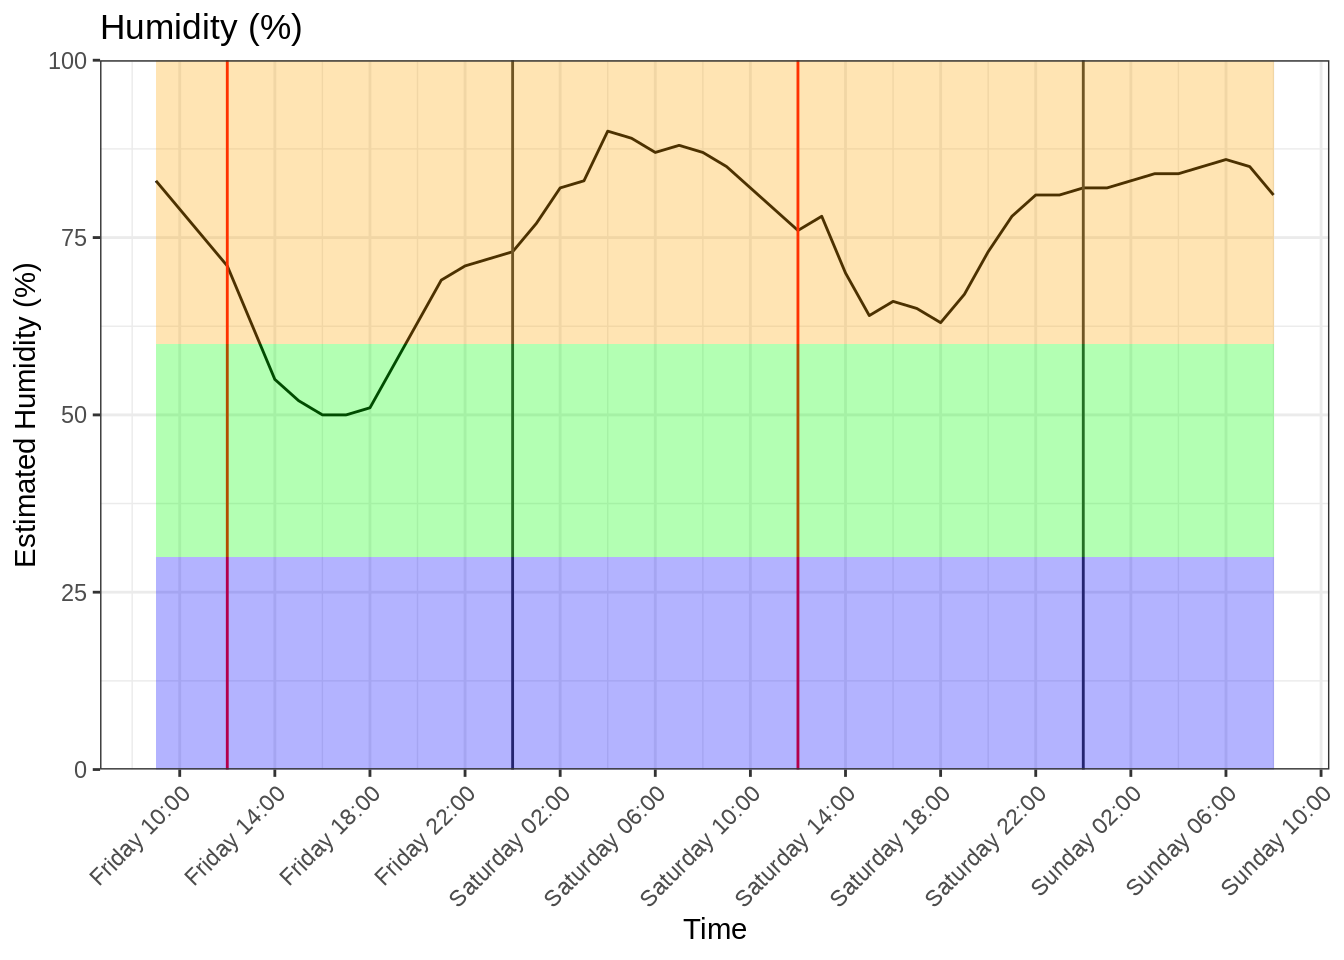 Humidity (%)
100
75
50
25
0
Estimated Humidity (%)
Friday 10:00
Friday 14:00
Friday 18:00
Friday 22:00
Saturday 02:00
Saturday 06:00
Saturday 10:00
Saturday 14:00
Saturday 18:00
Saturday 22:00
Sunday 02:00
Sunday 06:00
Sunday 10:00
Time